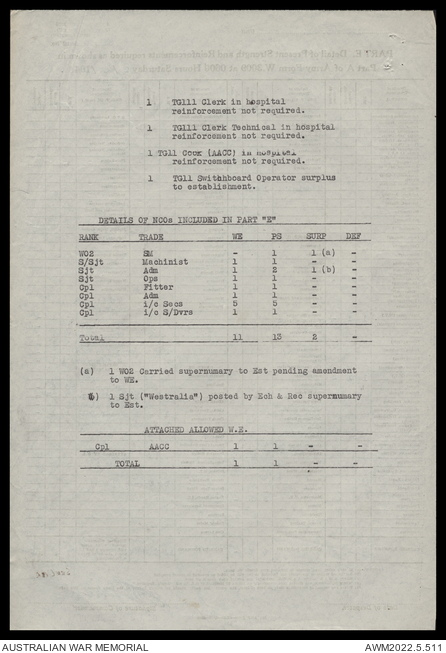 1 TG111 Clerk in hospital
reinforcement not required.
1 TG111 Clerk Technical in hospital
reinforcement not required.
1 TG11 Cook (AACC) in hospital
reinforcement not required.
1 TG11 Swithhboard Operator surplus
to establishment.
DETAILS OF NCOs INCLUDED IN PART "E"
RANK TRADE WE PS SURP DEF
WO2 SM - 1 1 (a) -
S/Sjt Machinist 1 1 - -
Sjt Adm 1 2 1 (b) -
Sjt Ops 1 1 - -
Cpl Fitter 1 1 - -
Cpl Adm 1 1 - -
Cpl i/c Secs 5 5 - -
Cpl i/c S/Dvrs 1 1 - -
Total 11 13 2 -
(a) 1 WO2 Carried supernumary to Est pending amendment
to WE.
b) 1 Sjt ("Westralia") posted by Ech & Rec supernumary
to Est.
ATTACHED ALLOWED W.E.
Cpl AACC 1 1 - -
TOTAL 1 1 - -
AUSTRALIAN WAR MEMORIAL AWM2022.5.511